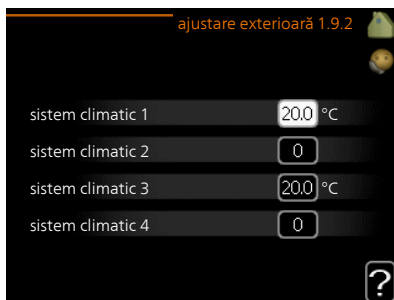 ajustare exterioară 1.9.2
sistem climatic 1 20.0 °C
sistem climatic 2 0
sistem climatic 3 20.0 °C
sistem climatic 4 0
?